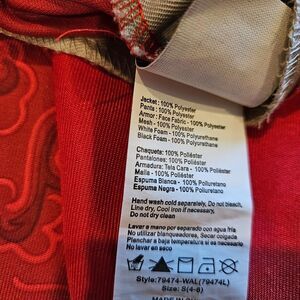 Jacket: 100% Polyester
Pants: 100% Polyester
Armor: Face Fabric - 100% Polyester
Mesh - 100% Polyester
White Foam - 100% Polyurethane
Black Foam - 100% Polyurethane
Chaqueta: 100% Poliéster
Pantalones: 100% Poliéster
Armadura: Tela Cara - 100% Poliéster
Malla - 100% Poliéster
Espuma Blanca - 100% Poliuretano
Espuma Negra - 100% Poliuretano
Hand wash cold separately, Do not bleach,
Line dry, Cool iron if necessary,
Do not dry clean
Lavar a mano por separado con agua fría
No utilizar blanqueadores, Secar colgada
Planchar a baja temperatura si es necesario
No lavar en seco
Style:79474-WAL(79474L)
Size: S(4-6)
MADE IN